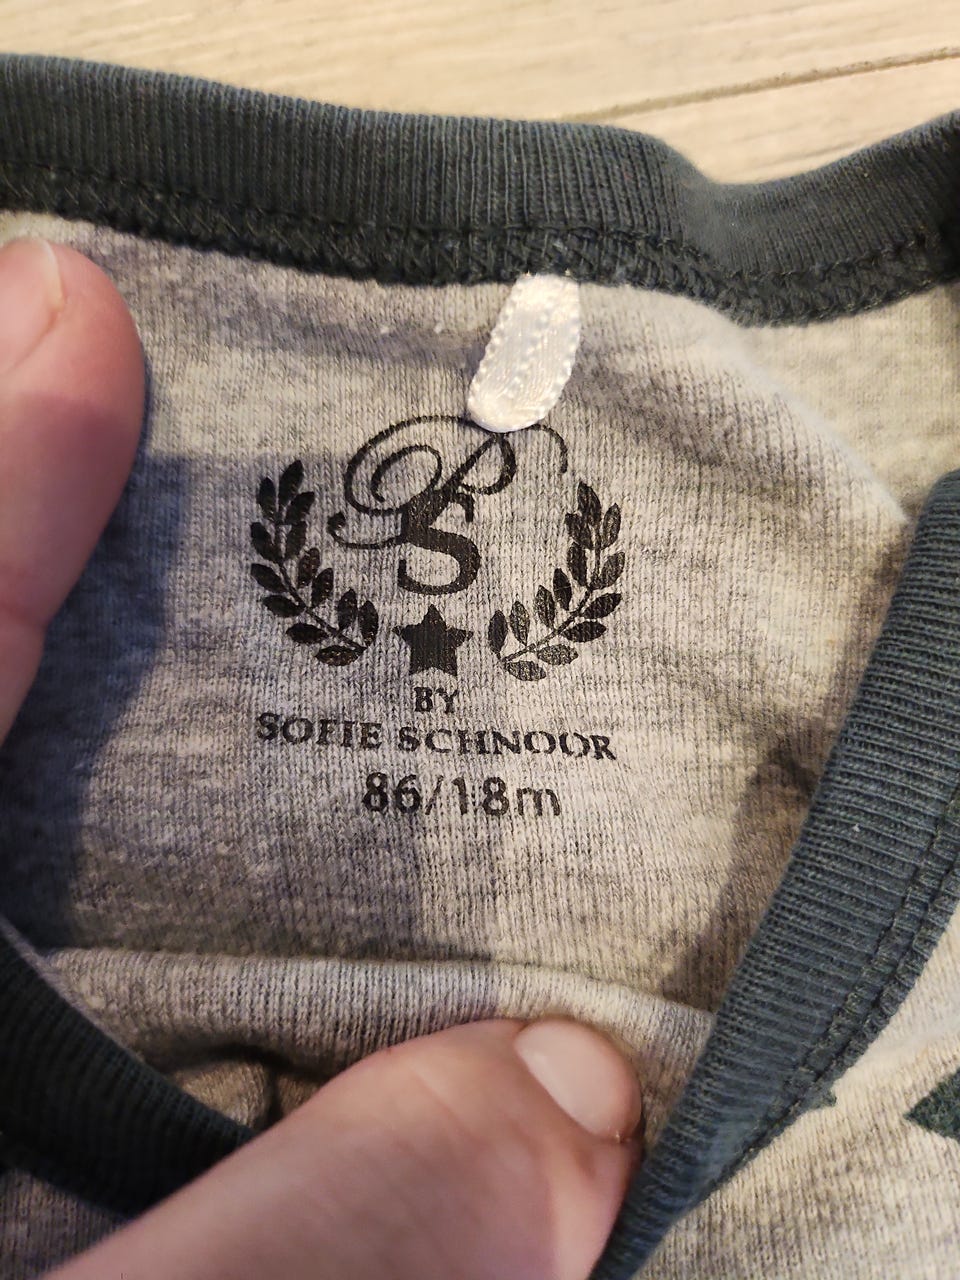 PS
BY
SOFIE SCHNOOR
86/18m